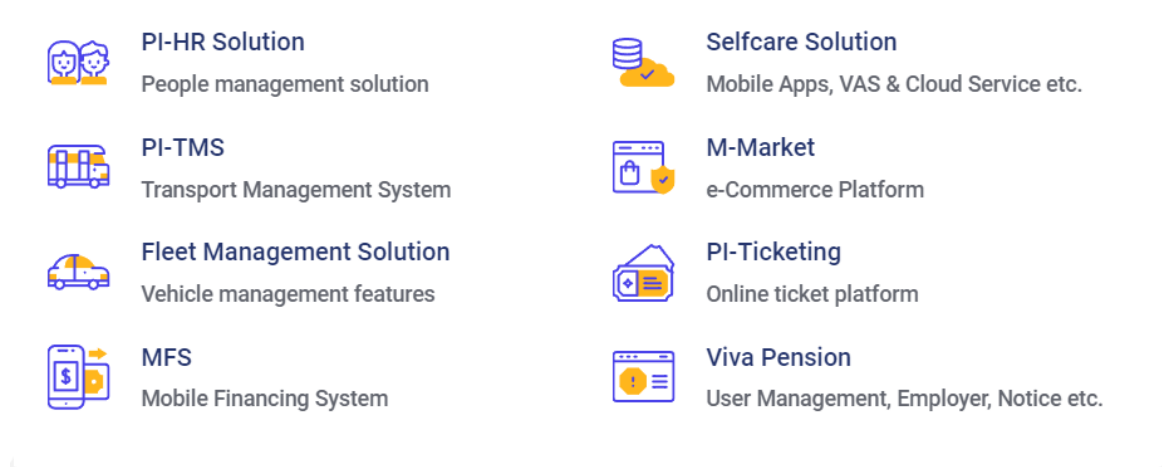 PI-HR Solution
People management solution
PI-TMS
Transport Management System
Fleet Management Solution
Vehicle management features
MFS
$
Mobile Financing System
Selfcare Solution
Mobile Apps, VAS & Cloud Service etc.
M-Market
e-Commerce Platform
PI-Ticketing
Online ticket platform
!
Viva Pension
User Management, Employer, Notice etc.